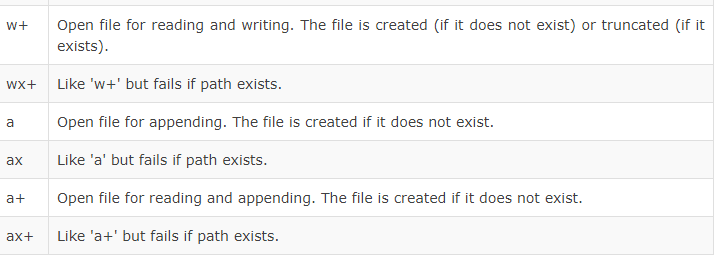 w+ Open file for reading and writing. The file is created (if it does not exist) or truncated (if it
exists).
wx+ Like 'w+' but fails if path exists.
a Open file for appending. The file is created if it does not exist.
ax Like 'a' but fails if path exists.
a+ Open file for reading and appending. The file is created if it does not exist.
ax+ Like 'a+' but fails if path exists.